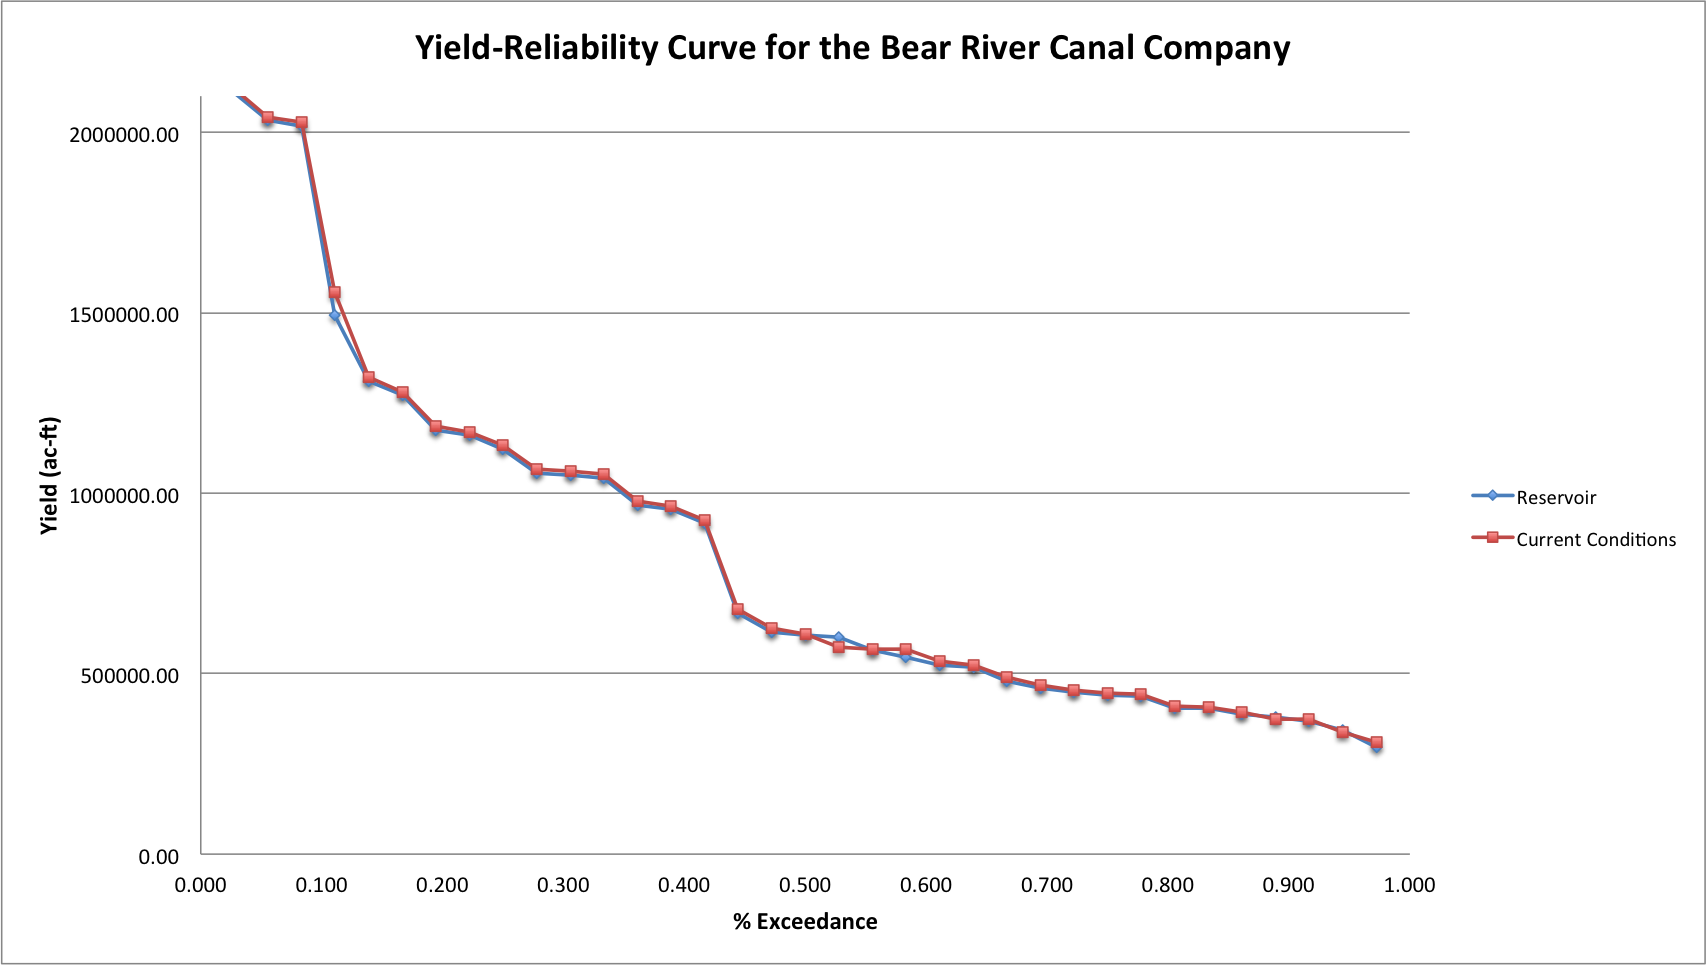 Yield-Reliability Curve for the Bear River Canal Company
2000000.00
1500000.00
1000000.00
500000.00
0.00
Yield (ac-ft)
0.000 0.100 0.200 0.300 0.400 0.500 0.600 0.700 0.800 0.900 1.000
% Exceedance
Reservoir
Current Conditions